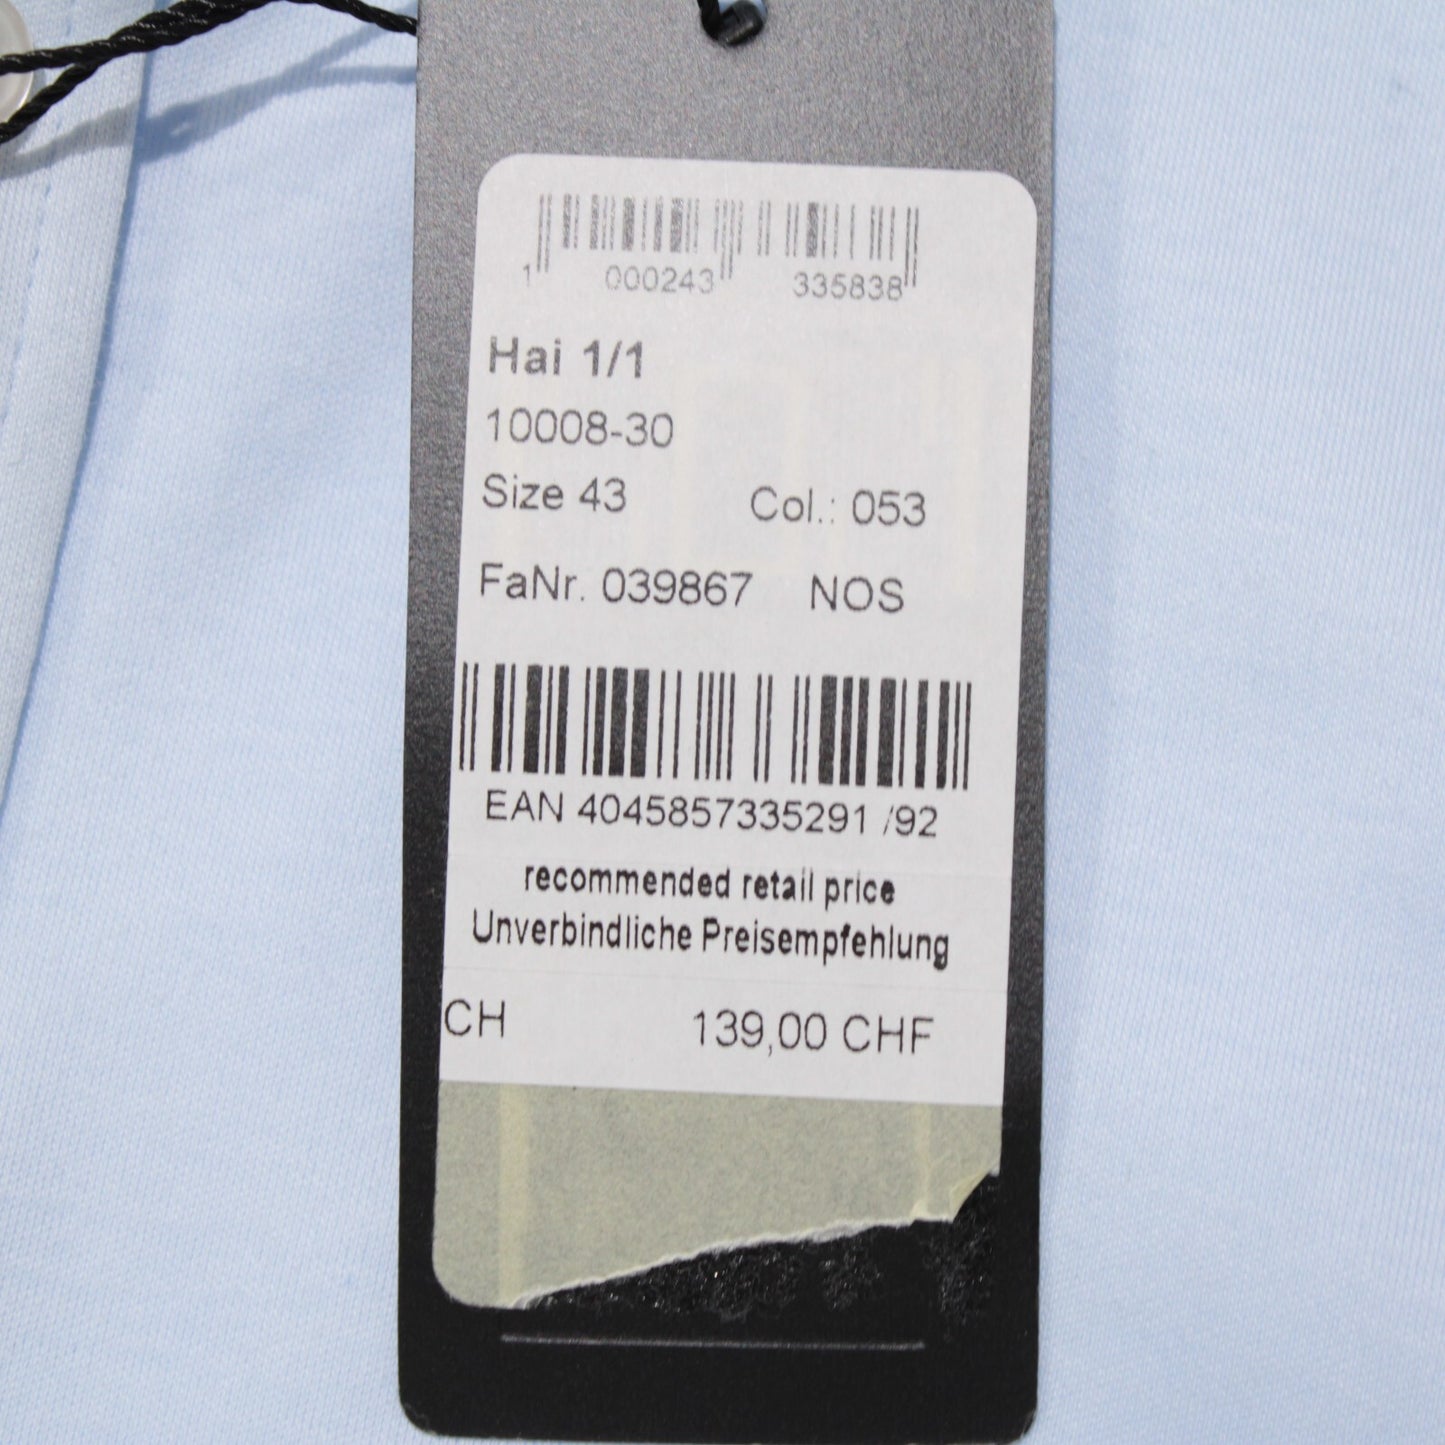 1 000243 335838
Hai 1/1
10008-30
Size 43 Col.: 053
FaNr. 039867 NOS
EAN 4045857335291 /92
recommended retail price
Unverbindliche Preisempfehlung
CH 139,00 CHF